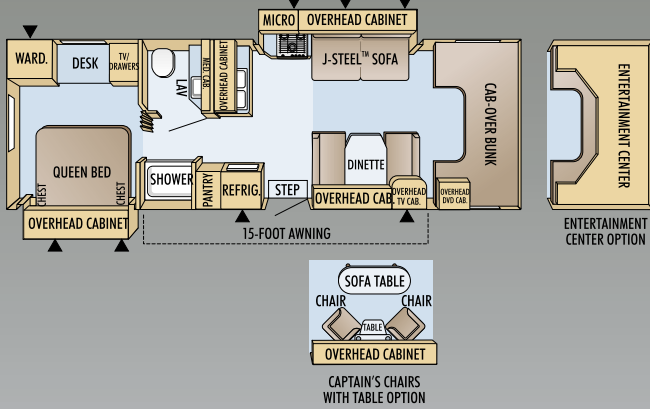 MICRO
OVERHEAD CABINET
WARD.
DESK
TV/
DRAWERS
LAV
MED CAB.
OVERHEAD CABINET
J-STEEL™ SOFA
CAB-OVER BUNK
ENTERTAINMENT CENTER
QUEEN BED
CHEST
CHEST
SHOWER
PANTRY
REFRIG.
STEP
DINETTE
OVERHEAD CAB.
OVERHEAD
TV CAB.
OVERHEAD
DVD CAB.
OVERHEAD CABINET
15-FOOT AWNING
ENTERTAINMENT
CENTER OPTION
SOFA TABLE
CHAIR
CHAIR
TABLE
OVERHEAD CABINET
CAPTAIN'S CHAIRS
WITH TABLE OPTION